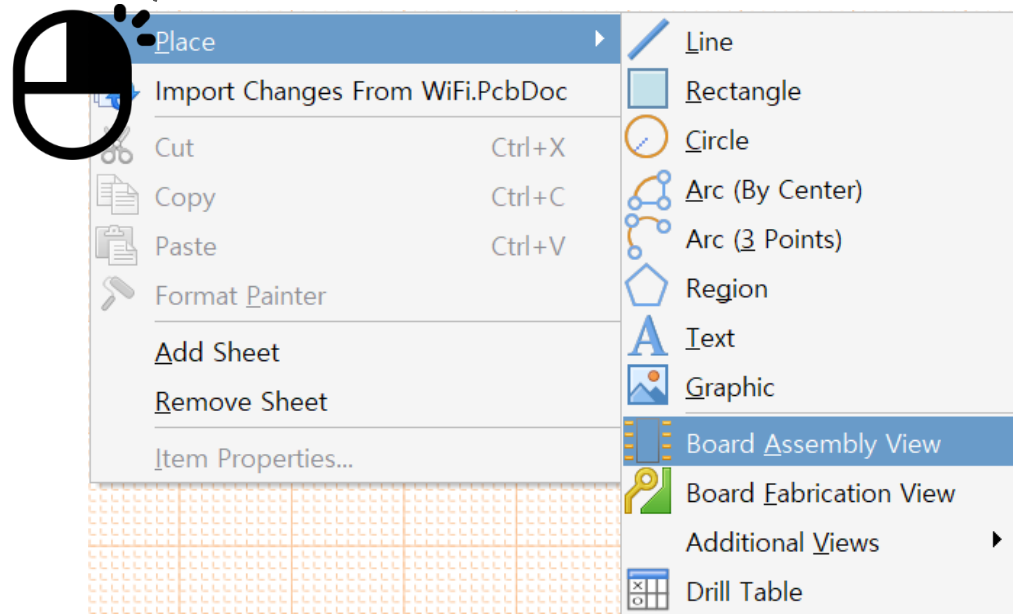 Place
Import Changes From WiFi.PcbDoc
Cut Ctrl+X
Copy Ctrl+C
Paste Ctrl+V
Format Painter
Add Sheet
Remove Sheet
Item Properties...
Line
Rectangle
Circle
Arc (By Center)
Arc (3 Points)
Region
Text
Graphic
Board Assembly View
Board Fabrication View
Additional Views
Drill Table